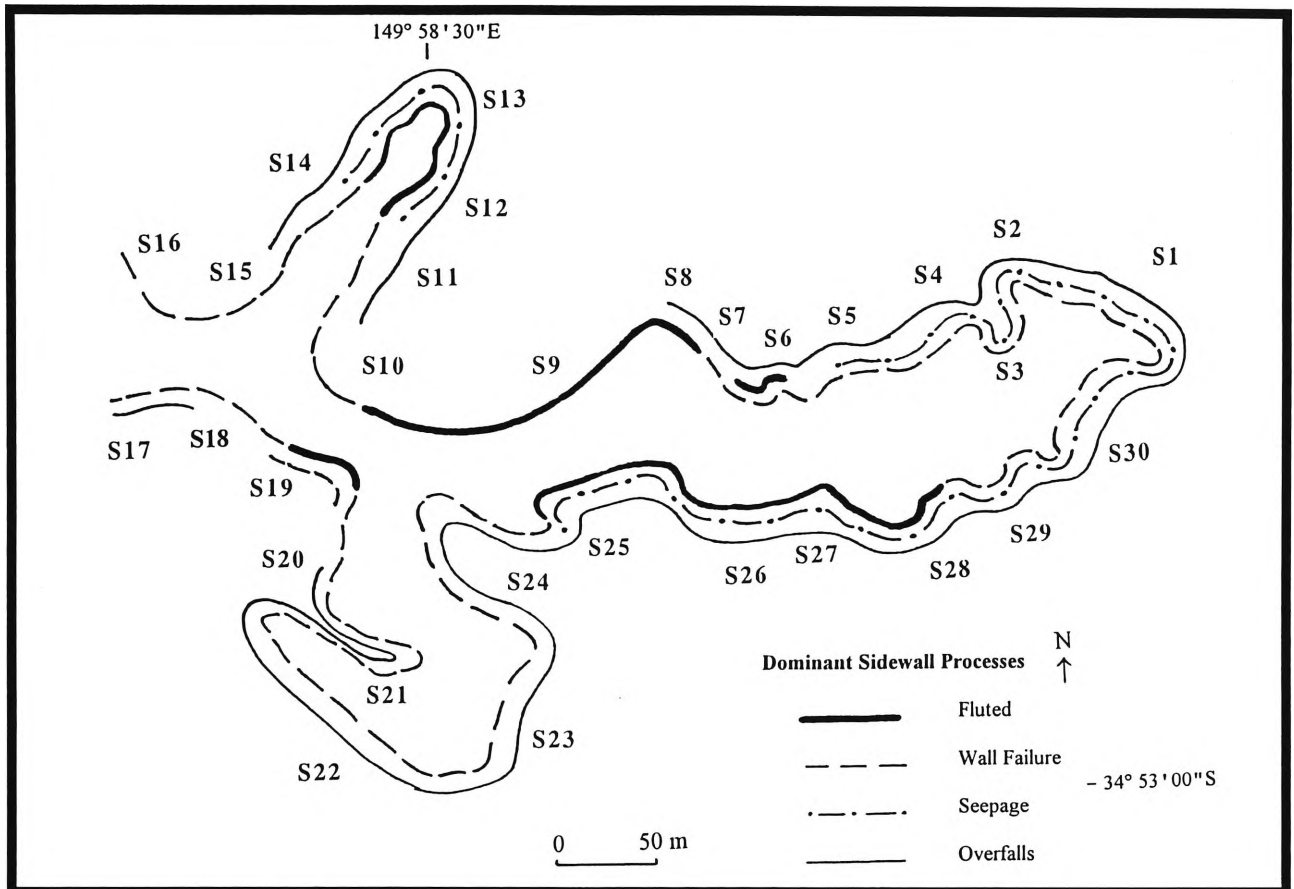 149° 58 ' 30"E
S13
S14
S12
S16
S15
S11
S2
S1
S8
S4
S7
S5
S6
S3
S10
S9
S17
S18
S19
S30
S25
S29
S20
S24
S26
S27
S28
S21
S23
S22
N
Dominant Sidewall Processes
Fluted
Wall Failure
– 34° 53 ' 00"S
Seepage
Overfalls
0 50 m